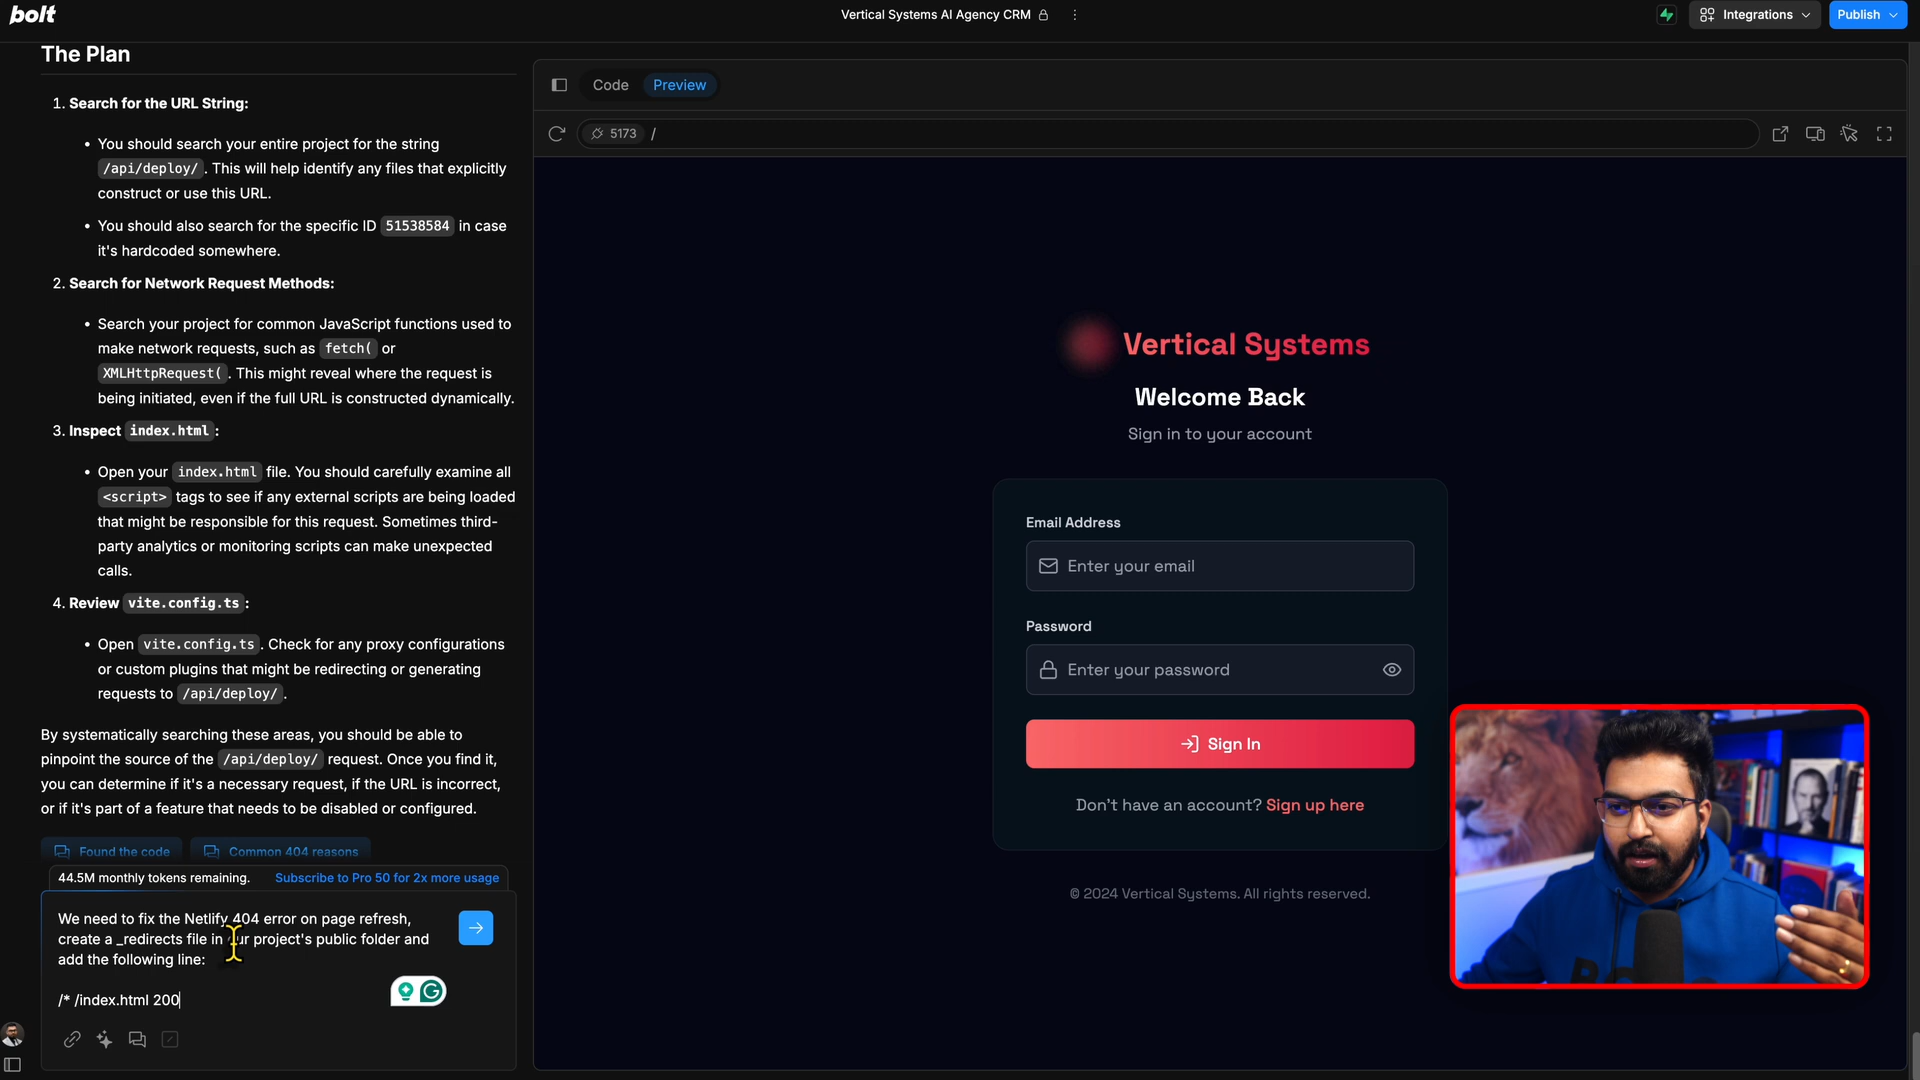 bolt
Vertical Systems AI Agency CRM
Integrations
Publish
The Plan
1. Search for the URL String:
• You should search your entire project for the string
/api/deploy/ . This will help identify any files that explicitly
construct or use this URL.
• You should also search for the specific ID 51538584 in case
it's hardcoded somewhere.
2. Search for Network Request Methods:
• Search your project for common JavaScript functions used to
make network requests, such as fetch( or
XMLHttpRequest( . This might reveal where the request is
being initiated, even if the full URL is constructed dynamically.
3. Inspect index.html :
• Open your index.html file. You should carefully examine all
<script> tags to see if any external scripts are being loaded
that might be responsible for this request. Sometimes third-
party analytics or monitoring scripts can make unexpected
calls.
4. Review vite.config.ts :
• Open vite.config.ts . Check for any proxy configurations
or custom plugins that might be redirecting or generating
requests to /api/deploy/ .
By systematically searching these areas, you should be able to
pinpoint the source of the /api/deploy/ request. Once you find it,
you can determine if it's a necessary request, if the URL is incorrect,
or if it's part of a feature that needs to be disabled or configured.
Found the code
Common 404 reasons
44.5M monthly tokens remaining.
Subscribe to Pro 50 for 2x more usage
We need to fix the Netlify 404 error on page refresh,
create a _redirects file in our project's public folder and
add the following line:
/* /index.html 200
Code
Preview
5173
/
Vertical Systems
Welcome Back
Sign in to your account
Email Address
Enter your email
Password
Enter your password
Sign In
Don't have an account? Sign up here
© 2024 Vertical Systems. All rights reserved.